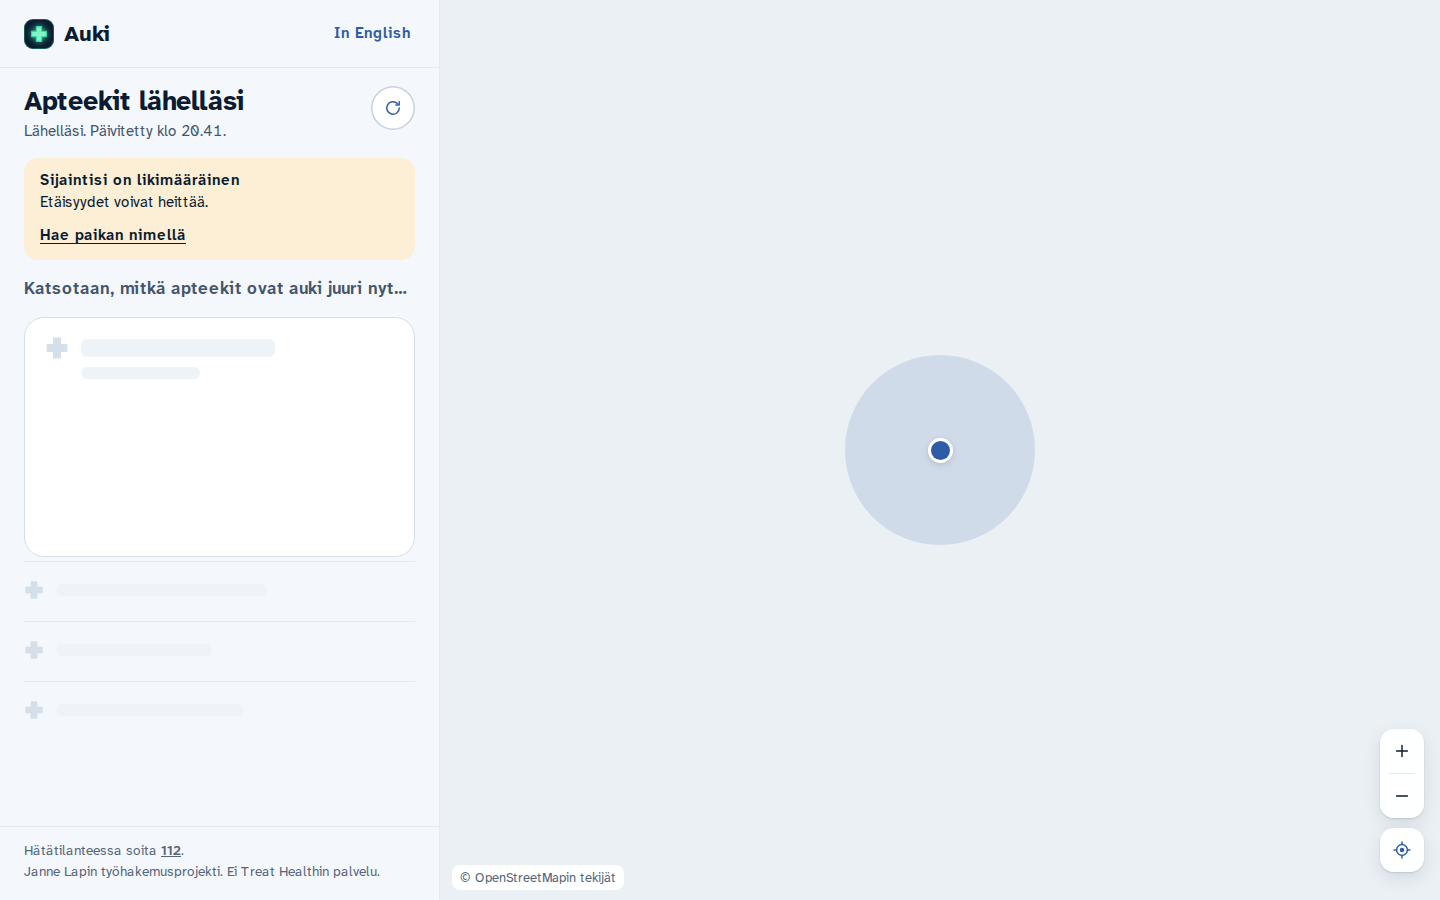 Auki
In English
Apteekit lähelläsi
Lähelläsi. Päivitetty klo 20.41.
Sijaintisi on likimääräinen
Etäisyydet voivat heittää.
Hae paikan nimellä
Katsotaan, mitkä apteekit ovat auki juuri nyt...
Hätätilanteessa soita 112.
Janne Lapin työhakemusprojekti. Ei Treat Healthin palvelu.
© OpenStreetMapin tekijät